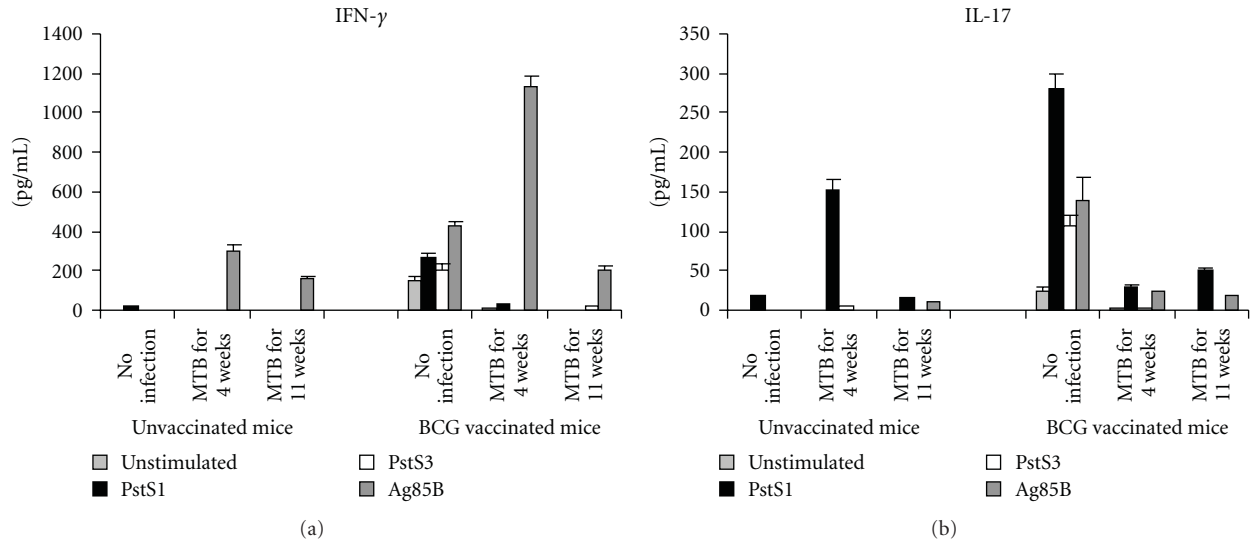 IFN-γ
1400
1200
1000
800
600
400
200
0
(pg/mL)
No
infection
MTB for
4 weeks
MTB for
11 weeks
No
infection
MTB for
4 weeks
MTB for
11 weeks
Unvaccinated mice
BCG vaccinated mice
Unstimulated
PstS1
PstS3
Ag85B
(a)
IL-17
350
300
250
200
150
100
50
0
(pg/mL)
No
infection
MTB for
4 weeks
MTB for
11 weeks
No
infection
MTB for
4 weeks
MTB for
11 weeks
Unvaccinated mice
BCG vaccinated mice
Unstimulated
PstS1
PstS3
Ag85B
(b)